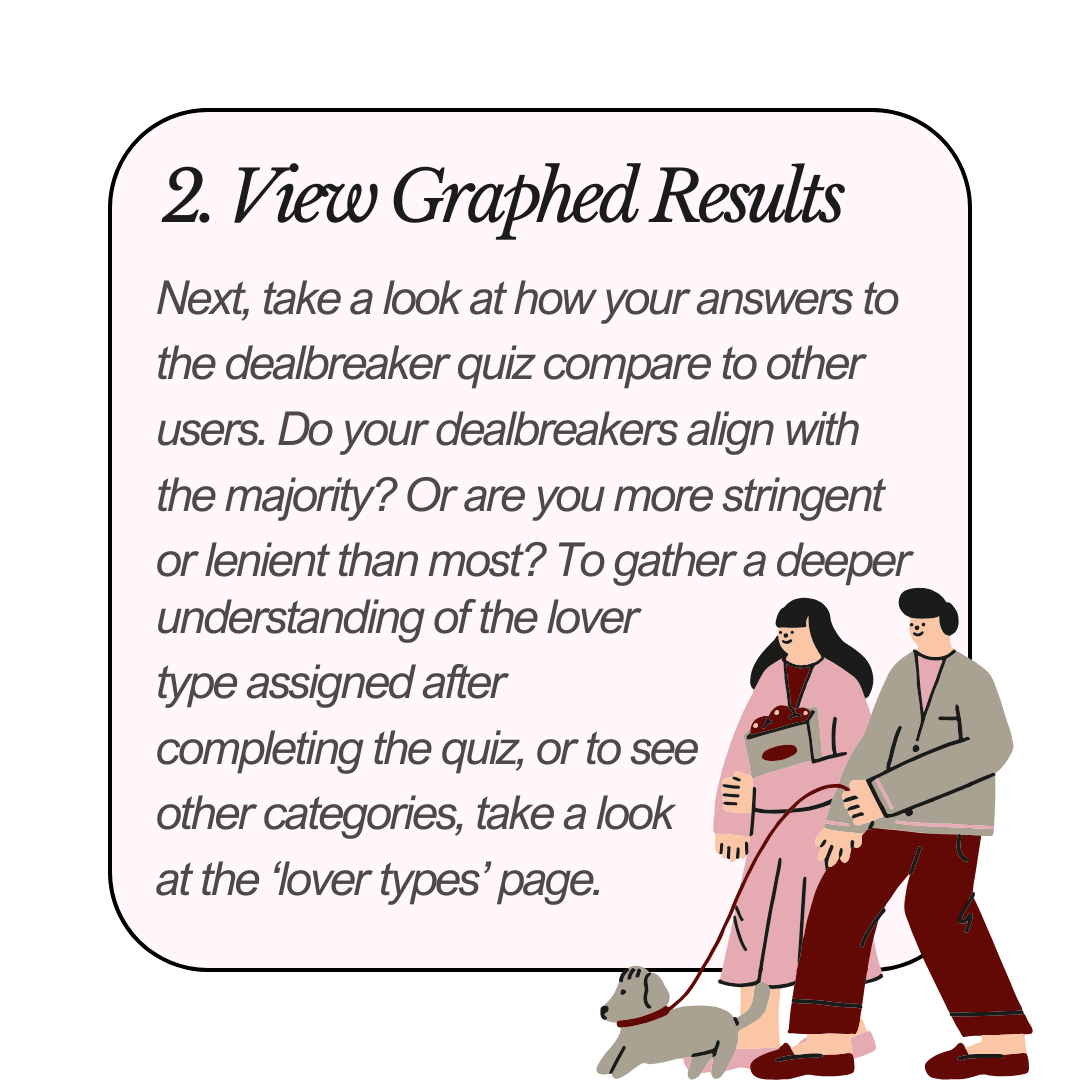 2. View Graphed Results
Next, take a look at how your answers to
the dealbreaker quiz compare to other
users. Do your dealbreakers align with
the majority? Or are you more stringent
or lenient than most? To gather a deeper
understanding of the lover
type assigned after
completing the quiz, or to see
other categories, take a look
at the ‘lover types’ page.